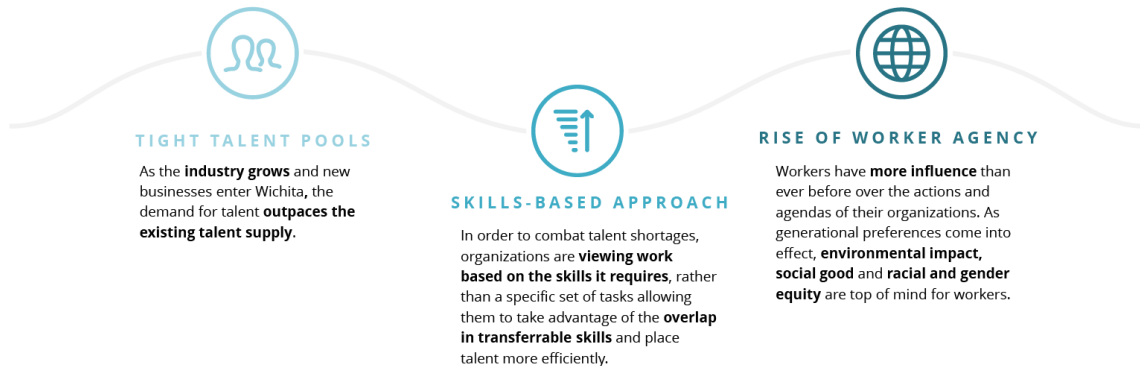 TIGHT TALENT POOLS
As the industry grows and new
businesses enter Wichita, the
demand for talent outpaces the
existing talent supply.
SKILLS-BASED APPROACH
In order to combat talent shortages,
organizations are viewing work
based on the skills it requires, rather
than a specific set of tasks allowing
them to take advantage of the overlap
in transferrable skills and place
talent more efficiently.
RISE OF WORKER AGENCY
Workers have more influence than
ever before over the actions and
agendas of their organizations. As
generational preferences come into
effect, environmental impact,
social good and racial and gender
equity are top of mind for workers.